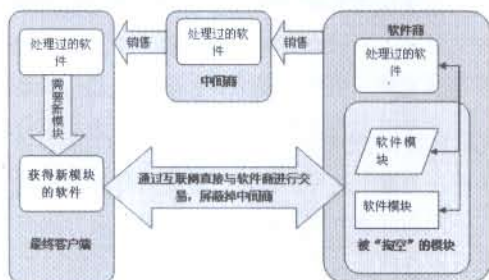 处理过的软
件
销售
处理过的软
件
中间商
销售
软件商
处理过的软
件
需要新模块
获得新模块
的软件
最终客户端
通过互联网直接与软件商进行交
易，屏蔽掉中间商
软件模
块
软件模块
被“掏空”的模块